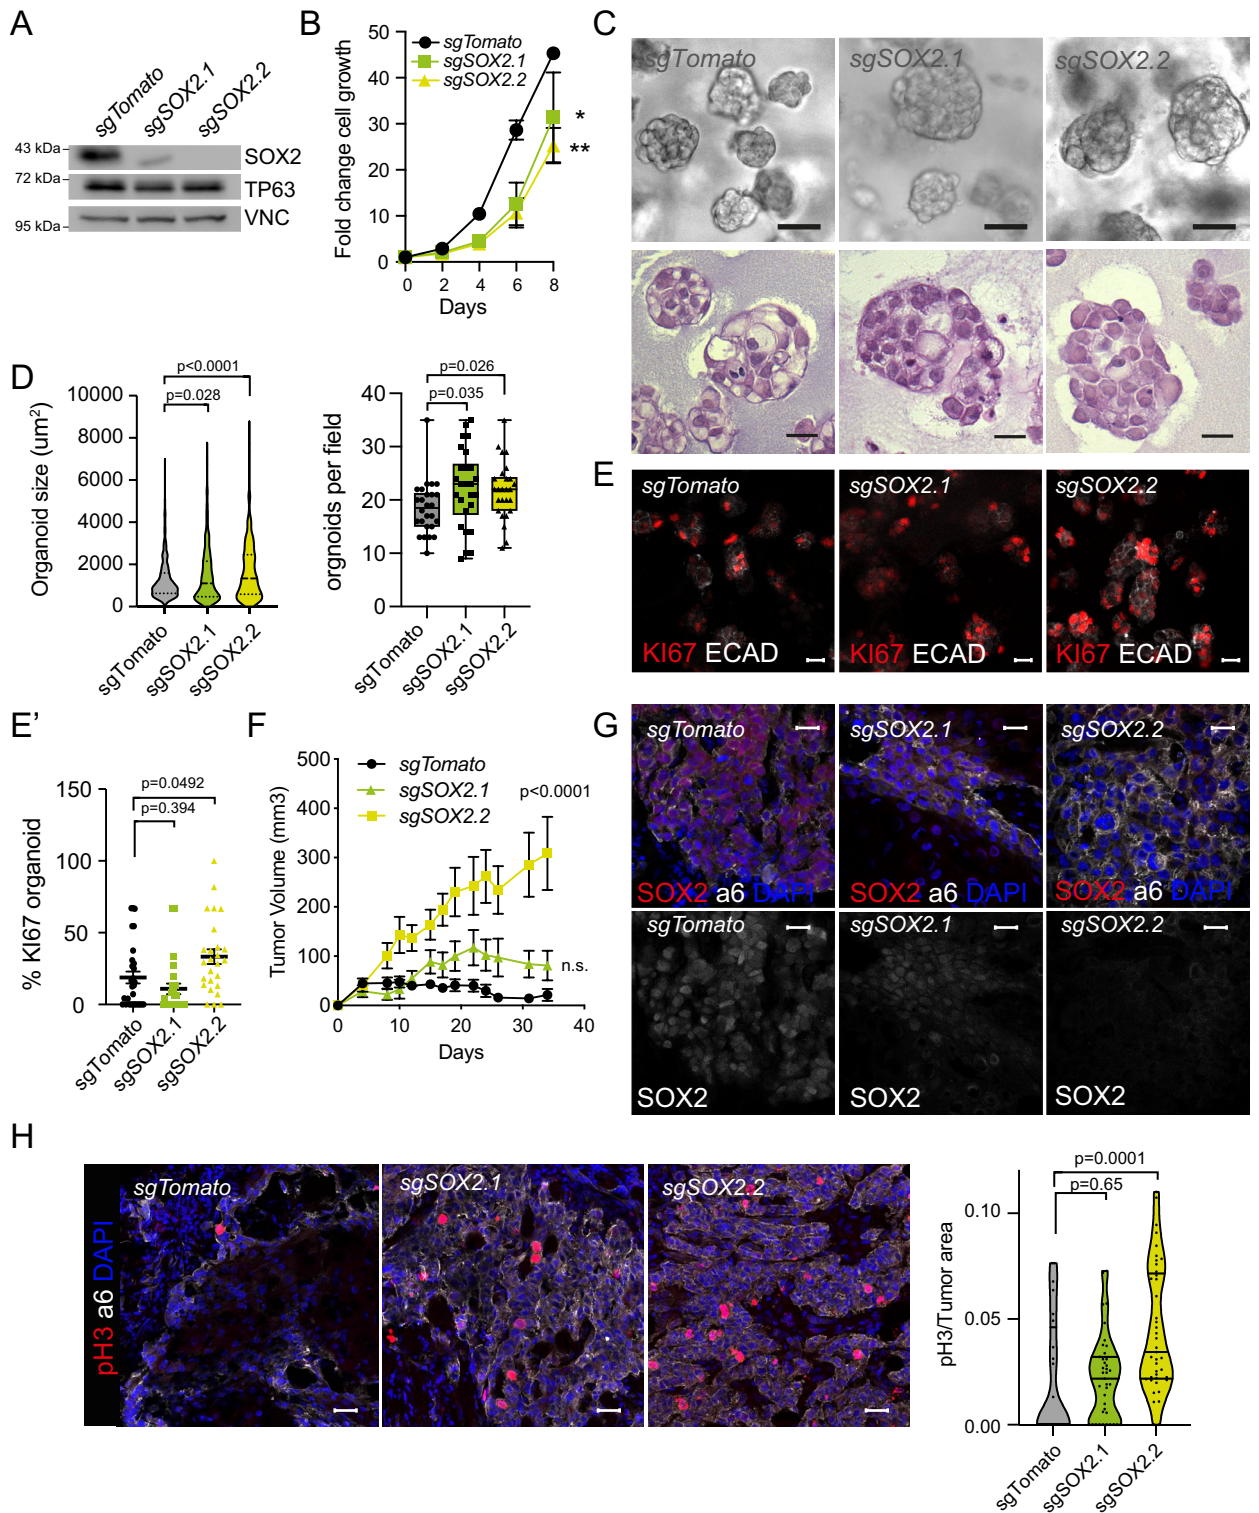 A
sgTomato
sgSOX2.1
sgSOX2.2
43 kDa
SOX2
72 kDa
TP63
VNC
95 kDa
B
sgTomato
sgSOX2.1
sgSOX2.2
Fold change cell growth
50
40
30
20
10
0
*
**
0 2 4 6 8
Days
C
sgTomato
sgSOX2.1
sgSOX2.2
D
p<0.0001
p=0.028
Organoid size (um2)
10000
8000
6000
4000
2000
0
sgTomato
sgSOX2.1
sgSOX2.2
p=0.026
p=0.035
orgnoids per field
40
30
20
10
0
sgTomato
sgSOX2.1
sgSOX2.2
E
sgTomato
sgSOX2.1
sgSOX2.2
KI67 ECAD
KI67 ECAD
KI67 ECAD
E'
p=0.0492
p=0.394
% KI67 organoid
150
100
50
0
sgTomato
sgSOX2.1
sgSOX2.2
F
sgTomato
sgSOX2.1
sgSOX2.2
p<0.0001
n.s.
Tumor Volume (mm3)
500
400
300
200
100
0
0 10 20 30 40
Days
G
sgTomato
sgSOX2.1
sgSOX2.2
SOX2 a6 DAPI
SOX2 a6 DAPI
SOX2 a6 DAPI
sgTomato
sgSOX2.1
sgSOX2.2
SOX2
SOX2
SOX2
H
pH3 a6 DAPI
sgTomato
sgSOX2.1
sgSOX2.2
p=0.0001
p=0.65
pH3/Tumor area
0.10
0.05
0.00
sgTomato
sgSOX2.1
sgSOX2.2